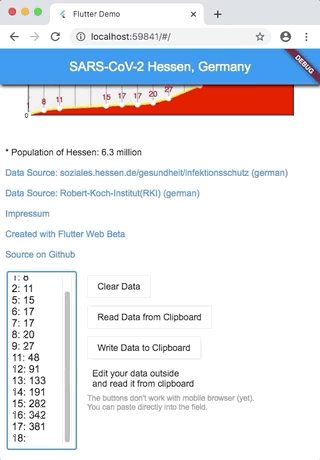 Flutter Demo
localhost:59841/#/
SARS-CoV-2 Hessen, Germany
DEBUG
8 11 15 17 17 20 27
0
* Population of Hessen: 6.3 million
Data Source: soziales.hessen.de/gesundheit/infektionsschutz (german)
Data Source: Robert-Koch-Institut(RKI) (german)
Impressum
Created with Flutter Web Beta
Source on Github
1: 8
2: 11
5: 15
6: 17
7: 17
8: 20
9: 27
11: 48
12: 91
13: 133
14: 191
15: 282
16: 342
17: 381
18:
Clear Data
Read Data from Clipboard
Write Data to Clipboard
Edit your data outside
and read it from clipboard
The buttons don't work with mobile browser (yet).
You can paste directly into the field.